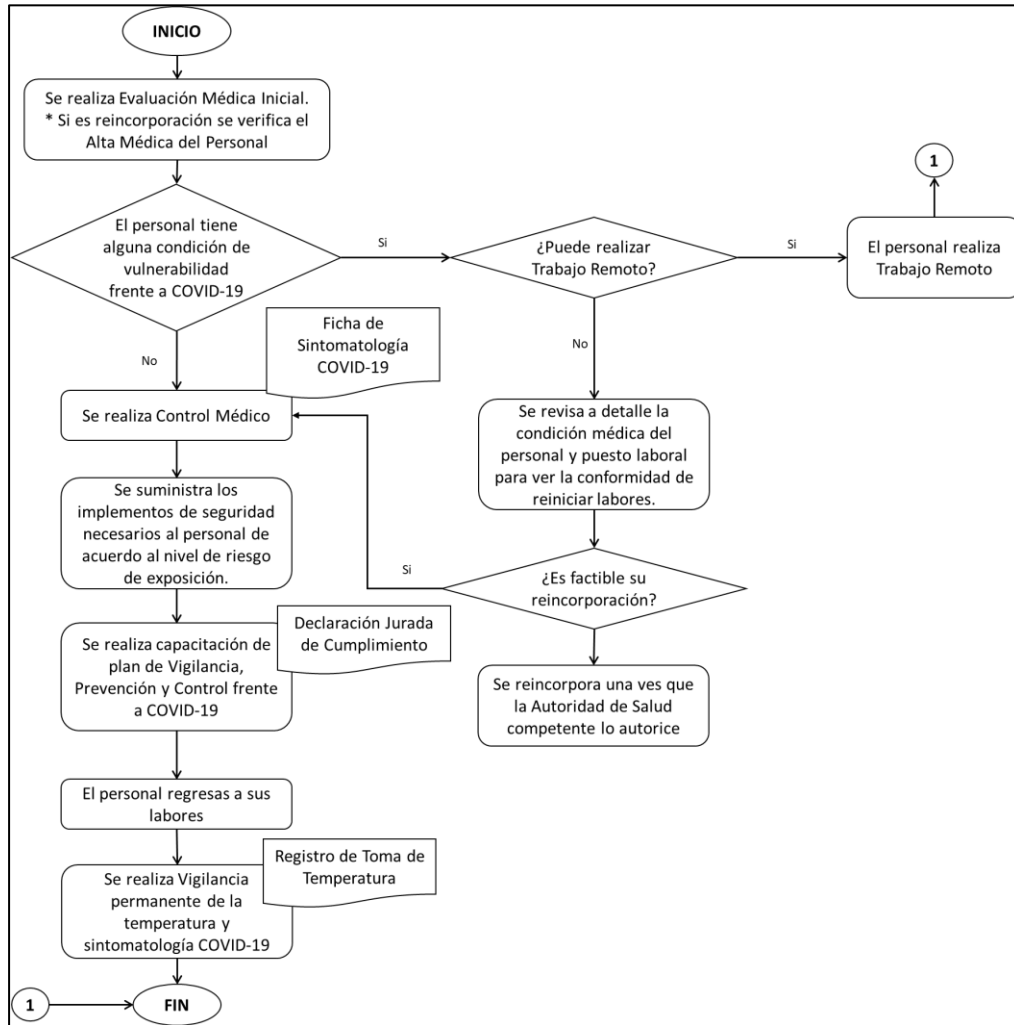 INICIO
Se realiza Evaluación Médica Inicial.
* Si es reincorporación se verifica el
Alta Médica del Personal
El personal tiene
alguna condición de
vulnerabilidad
frente a COVID-19
Si
¿Puede realizar
Trabajo Remoto?
Si
El personal realiza
Trabajo Remoto
1
No
No
Ficha de
Sintomatología
COVID-19
Se realiza Control Médico
Se revisa a detalle la
condición médica del
personal y puesto laboral
para ver la conformidad de
reiniciar labores.
Se suministra los
implementos de seguridad
necesarios al personal de
acuerdo al nivel de riesgo
de exposición.
Si
¿Es factible su
reincorporación?
Declaración Jurada
de Cumplimiento
Se realiza capacitación de
plan de Vigilancia,
Prevención y Control frente
a COVID-19
Se reincorpora una ves que
la Autoridad de Salud
competente lo autorice
El personal regresas a sus
labores
Registro de Toma de
Temperatura
Se realiza Vigilancia
permanente de la
temperatura y
sintomatología COVID-19
1
FIN